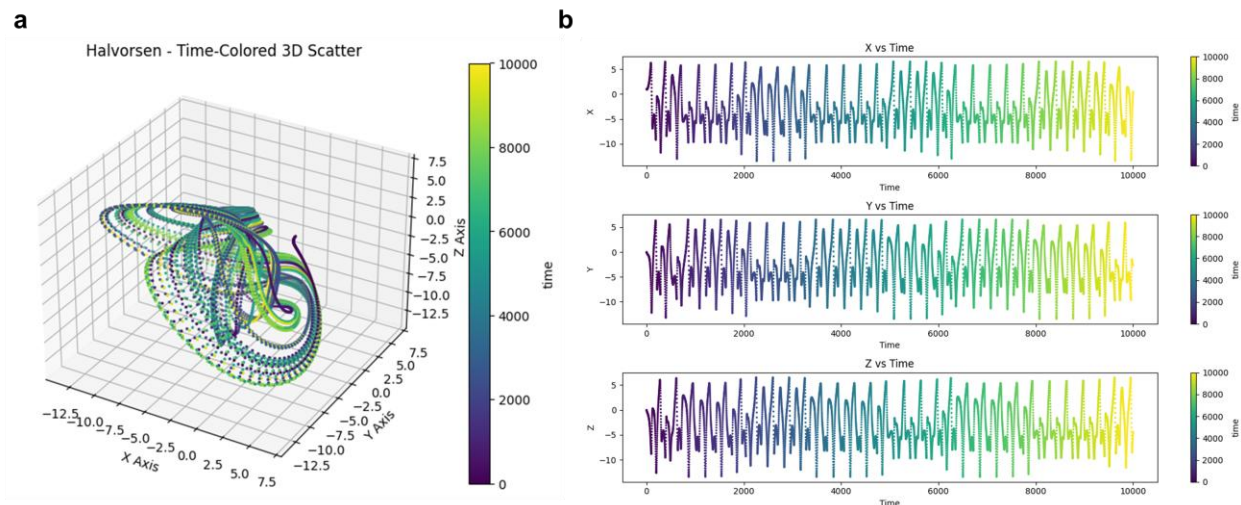 a
b
Halvorsen - Time-Colored 3D Scatter
7.5
5.0
2.5
0.0
−2.5
−5.0
−7.5
−10.0
−12.5
Z Axis
7.5
5.0
2.5
0.0
−2.5
−5.0
−7.5
−10.0
−12.5
Y Axis
−12.5
−10.0
−7.5
−5.0
−2.5
0.0
2.5
5.0
7.5
X Axis
10000
8000
6000
4000
2000
0
time
X vs Time
5
0
−5
−10
X
0 2000 4000 6000 8000 10000
Time
10000
8000
6000
4000
2000
0
time
Y vs Time
5
0
−5
−10
Y
0 2000 4000 6000 8000 10000
Time
10000
8000
6000
4000
2000
0
time
Z vs Time
5
0
−5
−10
Z
0 2000 4000 6000 8000 10000
Time
10000
8000
6000
4000
2000
0
time